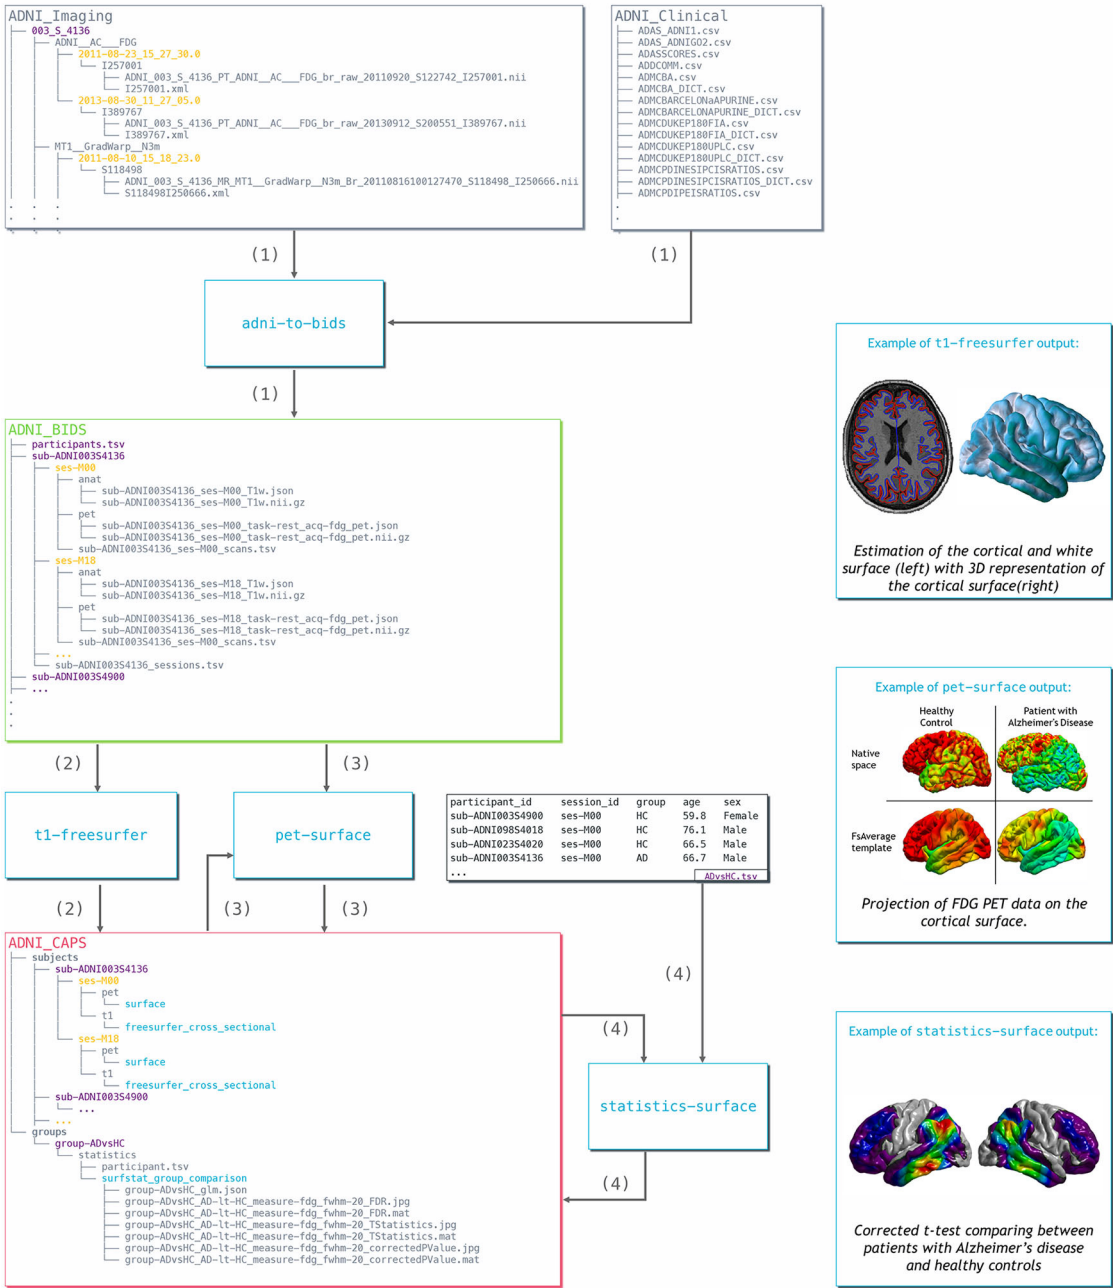 ADNI_Imaging
003_S_4136
ADNI__AC___FDG
2011-08-23_15_27_30.0
I257001
ADNI_003_S_4136_PT_ADNI__AC___FDG_br_raw_20110920_S122742_I257001.nii
I257001.xml
2013-08-30_11_27_05.0
I389767
ADNI_003_S_4136_PT_ADNI__AC___FDG_br_raw_20130912_S200551_I389767.nii
I389767.xml
MT1__GradWarp__N3m
2011-08-10_15_18_23.0
S118498
ADNI_003_S_4136_MR_MT1__GradWarp__N3m_Br_20110816100127470_S118498_I250666.nii
S118498I250666.xml
ADNI_Clinical
ADAS_ADNI1.csv
ADAS_ADNIGO2.csv
ADASSCORES.csv
ADDCOMM.csv
ADMCBA.csv
ADMCBA_DICT.csv
ADMCBARCELONaAPURINE.csv
ADMCBARCELONAPURINE_DICT.csv
ADMCDUKEP180FIA.csv
ADMCDUKEP180FIA_DICT.csv
ADMCDUKEP180UPLC.csv
ADMCDUKEP180UPLC_DICT.csv
ADMCPDINESIPCISRATIOS.csv
ADMCPDINESIPCISRATIOS_DICT.csv
ADMCPDIPEISRATIOS.csv
(1)
(1)
adni-to-bids
(1)
ADNI_BIDS
participants.tsv
sub-ADNI003S4136
ses-M00
anat
sub-ADNI003S4136_ses-M00_T1w.json
sub-ADNI003S4136_ses-M00_T1w.nii.gz
pet
sub-ADNI003S4136_ses-M00_task-rest_acq-fdg_pet.json
sub-ADNI003S4136_ses-M00_task-rest_acq-fdg_pet.nii.gz
sub-ADNI003S4136_ses-M00_scans.tsv
ses-M18
anat
sub-ADNI003S4136_ses-M18_T1w.json
sub-ADNI003S4136_ses-M18_T1w.nii.gz
pet
sub-ADNI003S4136_ses-M18_task-rest_acq-fdg_pet.json
sub-ADNI003S4136_ses-M18_task-rest_acq-fdg_pet.nii.gz
sub-ADNI003S4136_ses-M00_scans.tsv
...
sub-ADNI003S4136_sessions.tsv
sub-ADNI003S4900
...
(2)
(3)
t1-freesurfer
pet-surface
(2)
(3)
(3)
participant_id session_id group age sex
sub-ADNI003S4900 ses-M00 HC 59.8 Female
sub-ADNI098S4018 ses-M00 HC 76.1 Male
sub-ADNI023S4020 ses-M00 HC 66.5 Male
sub-ADNI003S4136 ses-M00 AD 66.7 Male
...
ADvsHC.tsv
(4)
ADNI_CAPS
subjects
sub-ADNI003S4136
ses-M00
pet
surface
t1
freesurfer_cross_sectional
ses-M18
pet
surface
t1
freesurfer_cross_sectional
sub-ADNI003S4900
...
...
groups
group-ADvsHC
statistics
participant.tsv
surfstat_group_comparison
group-ADvsHC_glm.json
group-ADvsHC_AD-lt-HC_measure-fdg_fwhm-20_FDR.jpg
group-ADvsHC_AD-lt-HC_measure-fdg_fwhm-20_FDR.mat
group-ADvsHC_AD-lt-HC_measure-fdg_fwhm-20_TStatistics.jpg
group-ADvsHC_AD-lt-HC_measure-fdg_fwhm-20_TStatistics.mat
group-ADvsHC_AD-lt-HC_measure-fdg_fwhm-20_correctedPValue.jpg
group-ADvsHC_AD-lt-HC_measure-fdg_fwhm-20_correctedPValue.mat
(4)
statistics-surface
(4)
Example of t1-freesurfer output:
Estimation of the cortical and white
surface (left) with 3D representation of
the cortical surface(right)
Example of pet-surface output:
Healthy
Control
Patient with
Alzheimer's Disease
Native
space
FsAverage
template
Projection of FDG PET data on the
cortical surface.
Example of statistics-surface output:
Corrected t-test comparing between
patients with Alzheimer's disease
and healthy controls